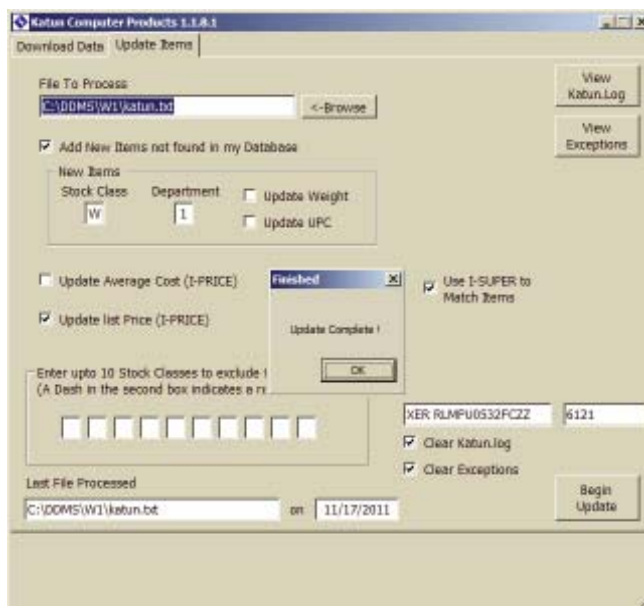 Katun Computer Products 1.1.8.1
Download Data Update Items
File To Process
C:\DDMS\W1\katun.txt
<-Browse
View Katun.Log
View Exceptions
Add New Items not found in my Database
New Items
Stock Class Department
W 1
Update Weight
Update UPC
Update Average Cost (I-PRICE)
Update list Price (I-PRICE)
Finished
Update Complete !
OK
Use I-SUPER to
Match Items
Enter upto 10 Stock Classes to exclude
(A Dash in the second box indicates a
XER RLMPU0532FCZZ 6121
Clear Katun.log
Clear Exceptions
Last File Processed
C:\DDMS\W1\katun.txt on 11/17/2011
Begin
Update